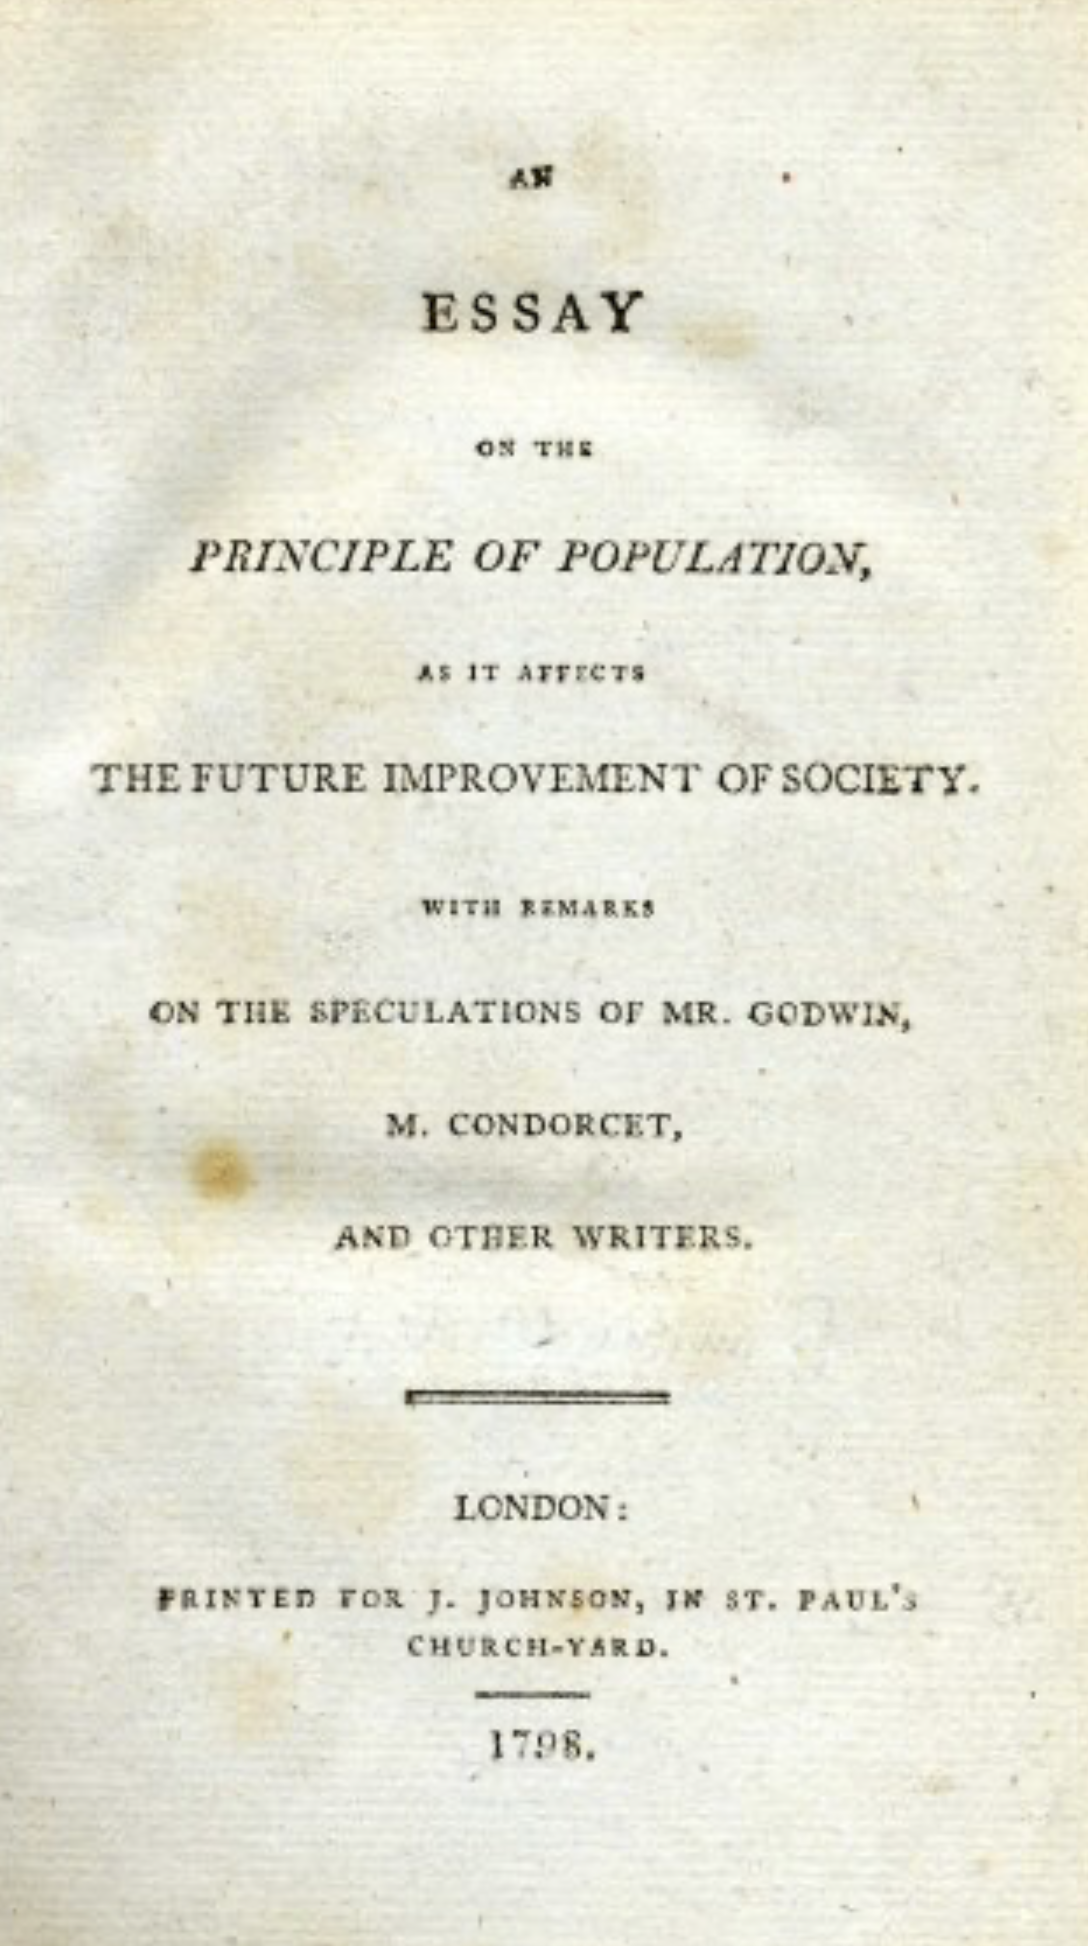 AN
ESSAY
ON THE
PRINCIPLE OF POPULATION,
AS IT AFFECTS
THE FUTURE IMPROVEMENT OF SOCIETY.
WITH REMARKS
ON THE SPECULATIONS OF MR. GODWIN,
M. CONDORCET,
AND OTHER WRITERS.
LONDON:
PRINTED FOR J. JOHNSON, IN ST. PAUL'S
CHURCH-YARD.
1798.